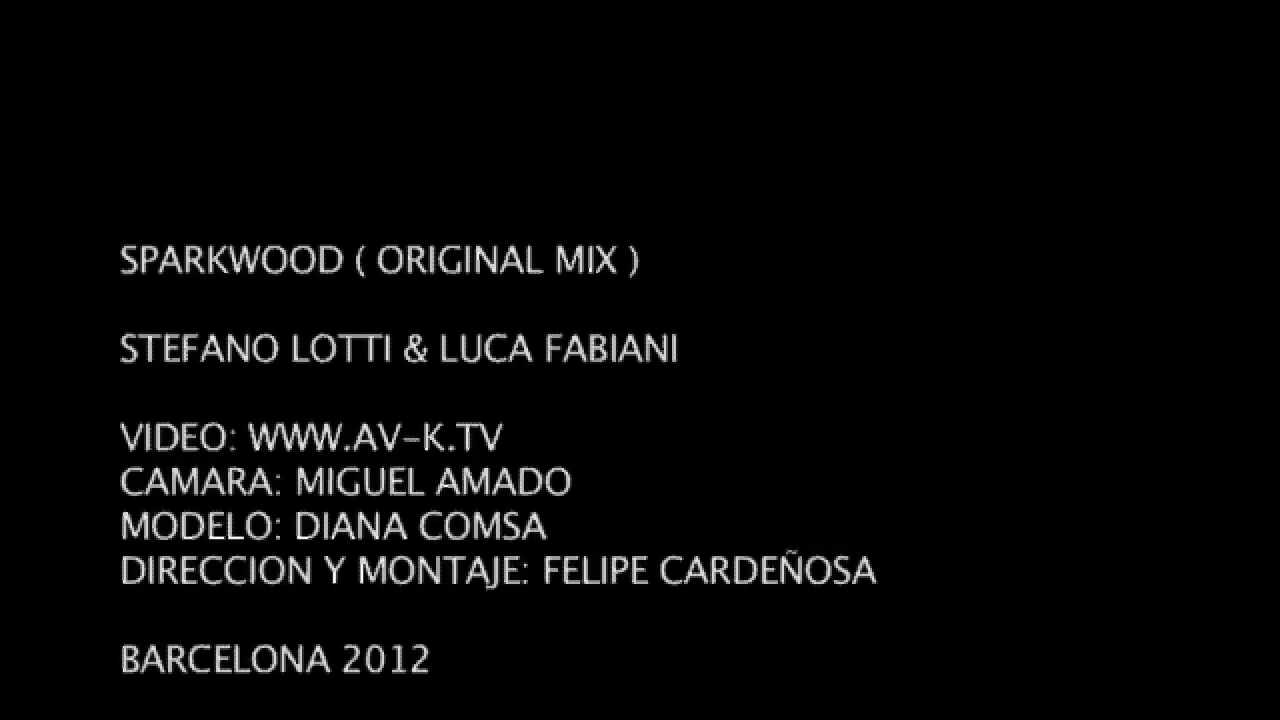 SPARKWOOD ( ORIGINAL MIX )
STEFANO LOTTI & LUCA FABIANI
VIDEO: WWW.AV-K.TV
CAMARA: MIGUEL AMADO
MODELO: DIANA COMSA
DIRECCION Y MONTAJE: FELIPE CARDEÑOSA
BARCELONA 2012